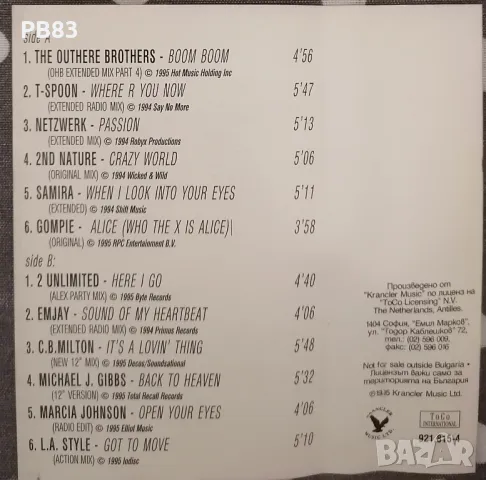 PB83
side A
1. THE OUTHERE BROTHERS - BOOM BOOM 4'56
(OHB EXTENDED MIX PART 4) © 1995 Hot Music Holding Inc
2. T-SPOON - WHERE R YOU NOW 5'47
(EXTENDED RADIO MIX) © 1994 Say No More
3. NETZWERK - PASSION 5'13
(EXTENDED MIX) © 1994 Robyx Productions
4. 2ND NATURE - CRAZY WORLD 5'06
(ORIGINAL MIX) © 1994 Wicked & Wild
5. SAMIRA - WHEN I LOOK INTO YOUR EYES 5'11
(EXTENDED) © 1994 Shift Music
6. GOMPIE - ALICE (WHO THE X IS ALICE)| 3'58
(ORIGINAL) © 1995 RPC Entertaiment B.V.
side B:
1. 2 UNLIMITED - HERE I GO 4'40
(ALEX PARTY MIX) © 1995 Byte Records
2. EMJAY - SOUND OF MY HEARTBEAT 4'06
(EXTENDED RADIO MIX) © 1994 Primus Records
3. C.B.MILTON - IT'S A LOVIN' THING 5'48
(NEW 12" MIX) © 1995 Decos/Soundsational
4. MICHAEL J. GIBBS - BACK TO HEAVEN 5'32
(12" VERSION) © 1995 Total Recall Records
5. MARCIA JOHNSON - OPEN YOUR EYES 4'06
(RADIO EDIT) © 1995 Elliot Music
6. L.A. STYLE - GOT TO MOVE 5'10
(ACTION MIX) © 1995 Indisc
Произведено от
"Krancler Music" по лиценз на
"ToCo Licensing" N.V.
The Netherlands, Antilles.
1404 София, "Емил Марков",
ул. "Тодор Каблешков" 72,
тел.: (02) 596 009,
факс: (02) 596 016
Not for sale outside Bulgaria •
Лицензът важи само за
територията на България
©1995 Krancler Music Ltd.
KRANCLER
MUSIC LTD.
ToCo
INTERNATIONAL
921 815-4
bazar.bg